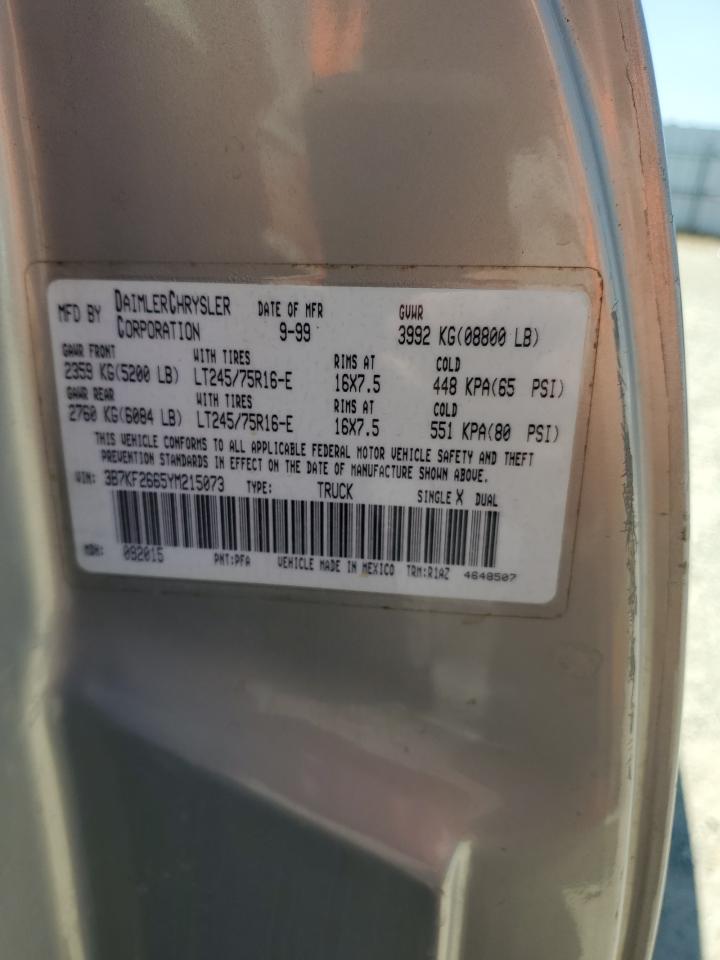 MFD BY DAIMLERCHRYSLER CORPORATION DATE OF MFR 9-99 GVWR 3992 KG(08800 LB)
GAWR FRONT WITH TIRES RIMS AT COLD
2359 KG(5200 LB) LT245/75R16-E 16X7.5 448 KPA(65 PSI)
GAWR REAR WITH TIRES RIMS AT COLD
2760 KG(6084 LB) LT245/75R16-E 16X7.5 551 KPA(80 PSI)
THIS VEHICLE CONFORMS TO ALL APPLICABLE FEDERAL MOTOR VEHICLE SAFETY AND THEFT
PREVENTION STANDARDS IN EFFECT ON THE DATE OF MANUFACTURE SHOWN ABOVE.
VIN: 3B7KF2665YM215073 TYPE: TRUCK SINGLE X DUAL
MDH: 092015 PNT:PFA VEHICLE MADE IN MEXICO TRM:R1AZ 4648507